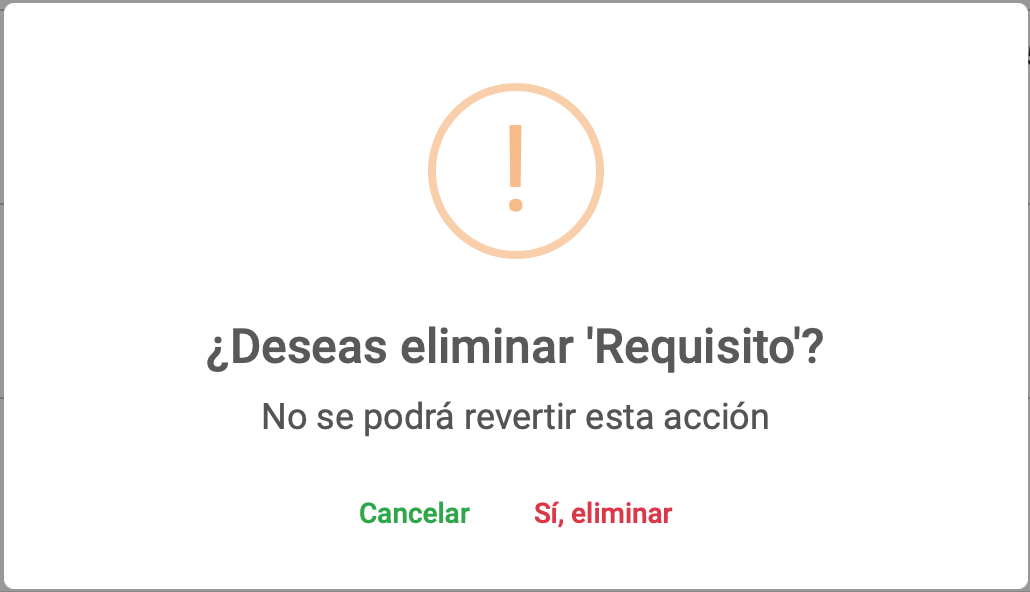 ¿Deseas eliminar 'Requisito'?
No se podrá revertir esta acción
Cancelar Sí, eliminar